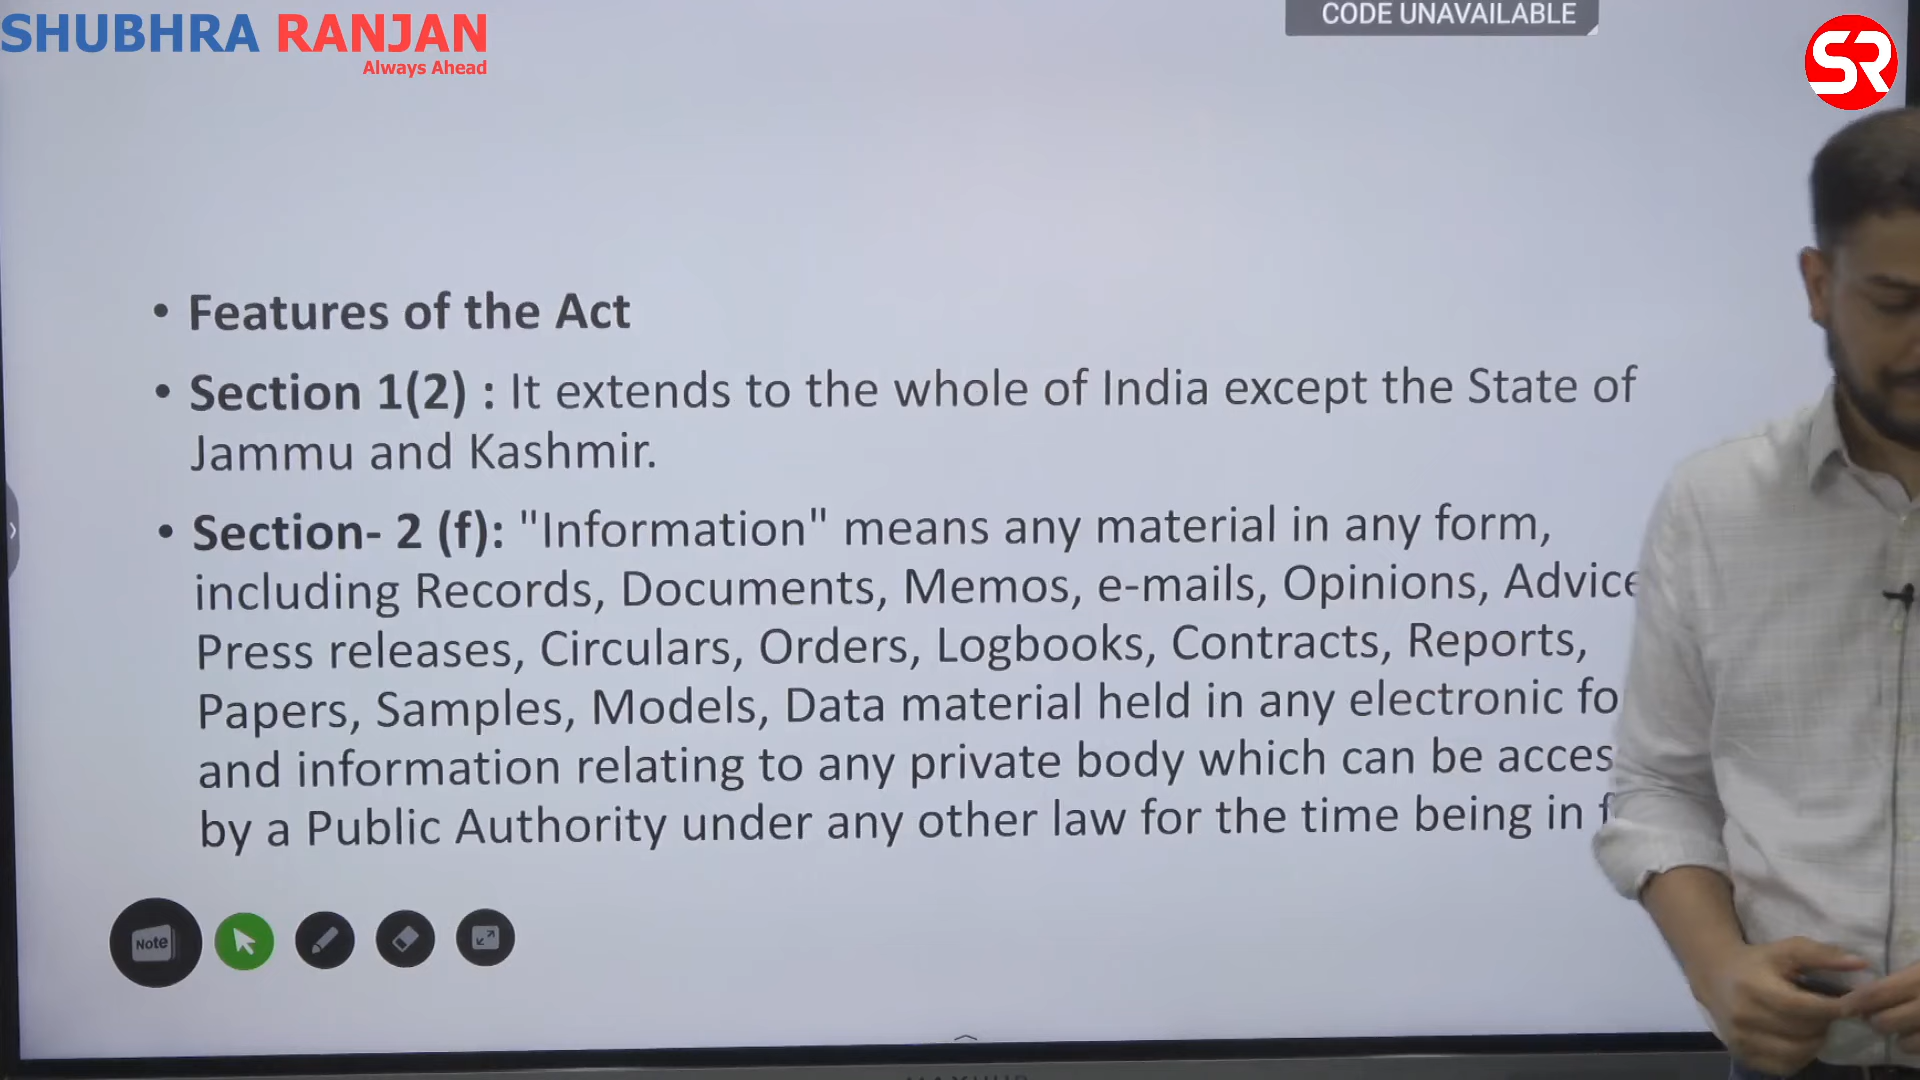 SHUBHRA RANJAN
Always Ahead
CODE UNAVAILABLE
SR
• Features of the Act
• Section 1(2) : It extends to the whole of India except the State of
Jammu and Kashmir.
• Section- 2 (f): "Information" means any material in any form,
including Records, Documents, Memos, e-mails, Opinions, Advice
Press releases, Circulars, Orders, Logbooks, Contracts, Reports,
Papers, Samples, Models, Data material held in any electronic fo
and information relating to any private body which can be acces
by a Public Authority under any other law for the time being in f
Note